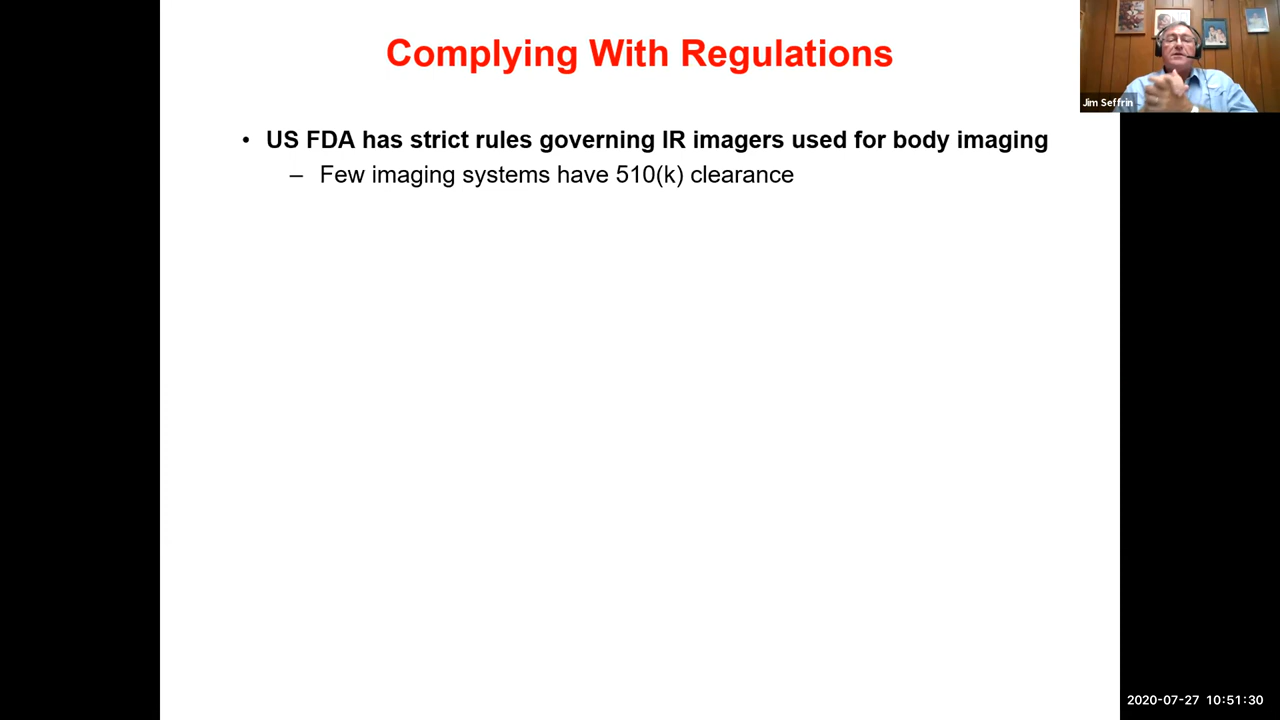 Complying With Regulations
Jim Seffrin
• US FDA has strict rules governing IR imagers used for body imaging
– Few imaging systems have 510(k) clearance
2020-07-27 10:51:30